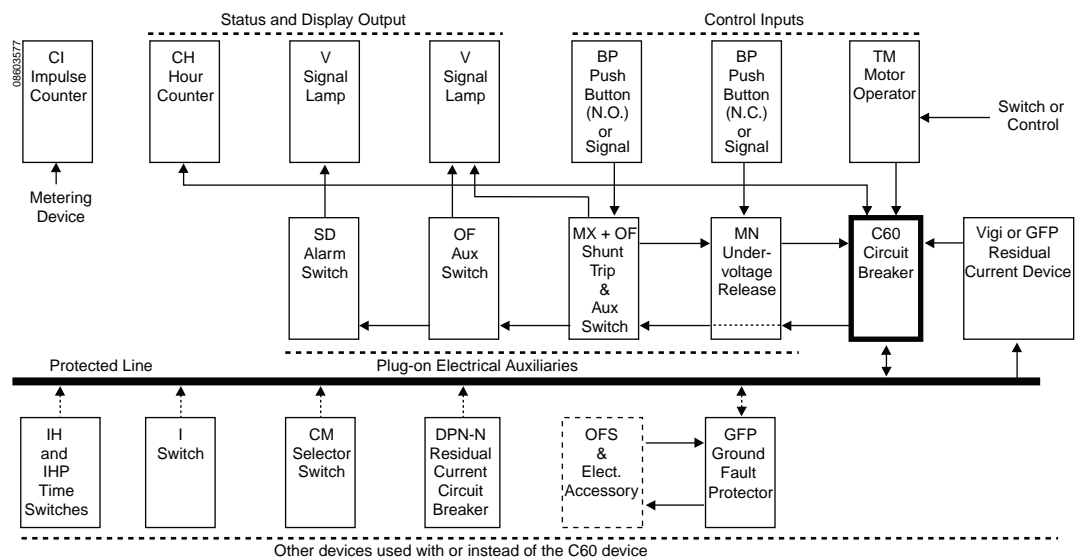 Status and Display Output
Control Inputs
08603577
CI
Impulse
Counter
CH
Hour
Counter
V
Signal
Lamp
V
Signal
Lamp
BP
Push
Button
(N.O.)
or
Signal
BP
Push
Button
(N.C.) or
Signal
TM
Motor
Operator
Switch or
Control
Metering
Device
SD
Alarm
Switch
OF
Aux
Switch
MX + OF
Shunt
Trip
&
Aux
Switch
MN
Under-
voltage
Release
C60
Circuit
Breaker
Vigi or GFP
Residual
Current Device
Protected Line
Plug-on Electrical Auxiliaries
IH
and
IHP
Time
Switches
I
Switch
CM
Selector
Switch
DPN-N
Residual
Current
Circuit
Breaker
OFS
&
Elect.
Accessory
GFP
Ground
Fault
Protector
Other devices used with or instead of the C60 device